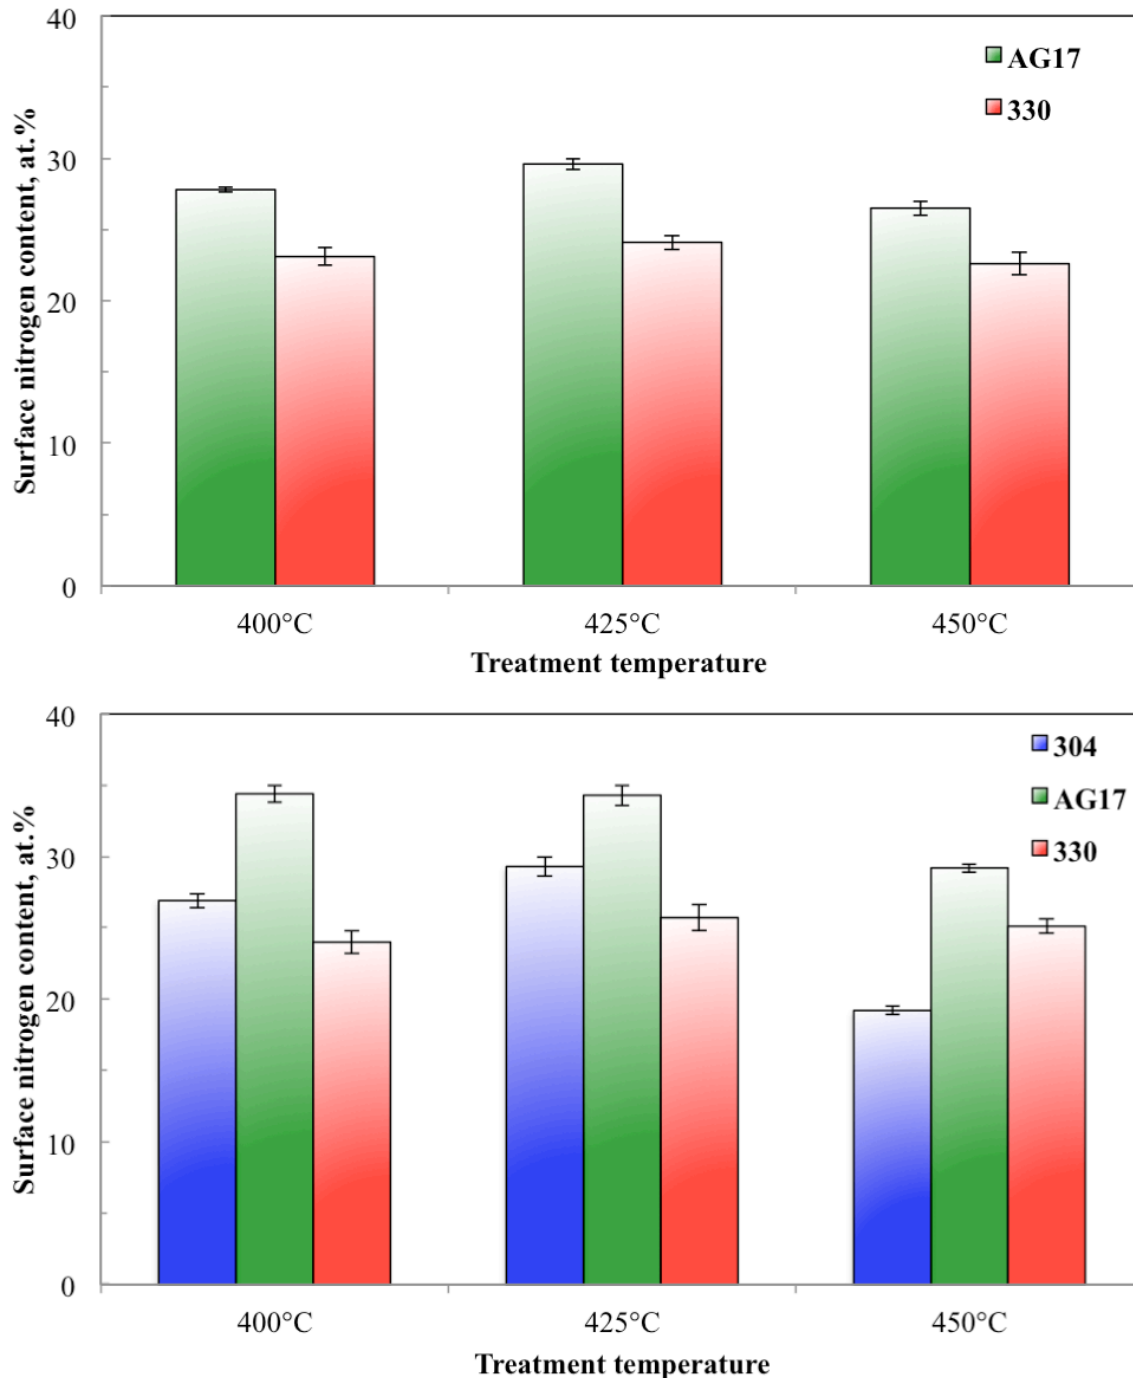 40
AG17
330
30
20
10
0
Surface nitrogen content, at.%
400°C 425°C 450°C
Treatment temperature
40
304
AG17
330
30
20
10
0
Surface nitrogen content, at.%
400°C 425°C 450°C
Treatment temperature